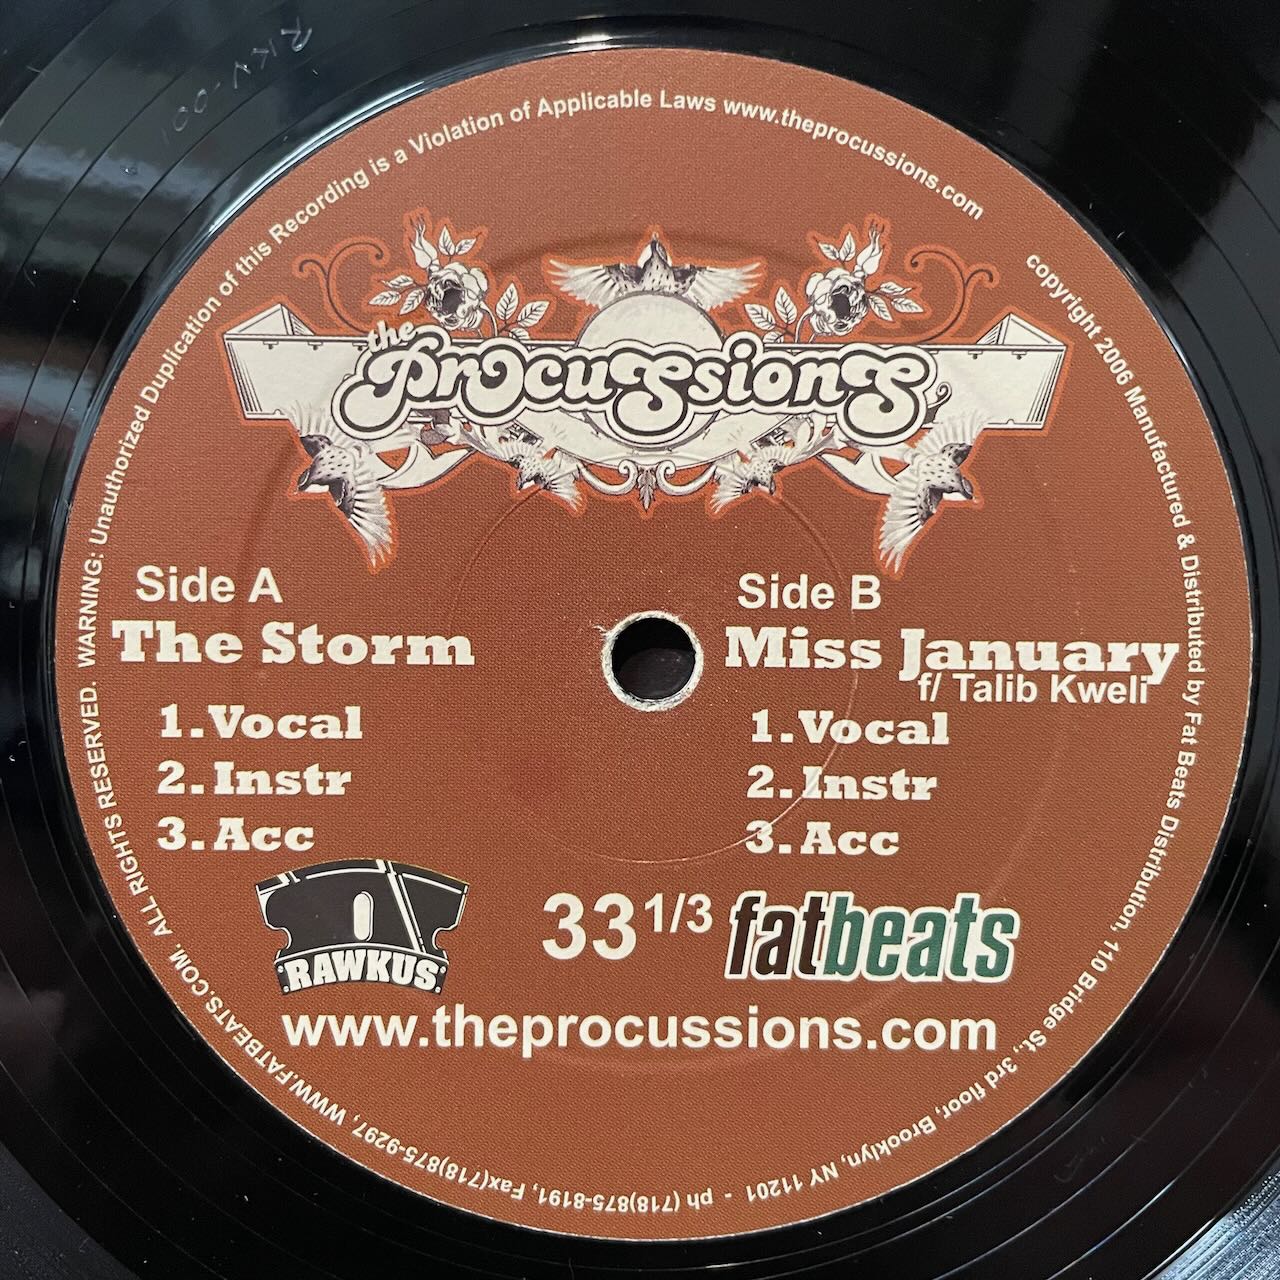 RKV-001
WARNING: Unauthorized Duplication of this Recording is a Violation of Applicable Laws www.theprocussions.com
copyright 2006 Manufactured & Distributed by Fat Beats Distribution, 110 Bridge St., 3rd floor, Brooklyn, NY 11201 - ph (718)875-8191, Fax(718)875-9297, WWW.FATBEATS.COM. ALL RIGHTS RESERVED.
the
Procussions
Side A
The Storm
1. Vocal
2. Instr
3. Acc
Side B
Miss January
f/ Talib Kweli
1. Vocal
2. Instr
3. Acc
RAWKUS
33 1/3
fatbeats
www.theprocussions.com